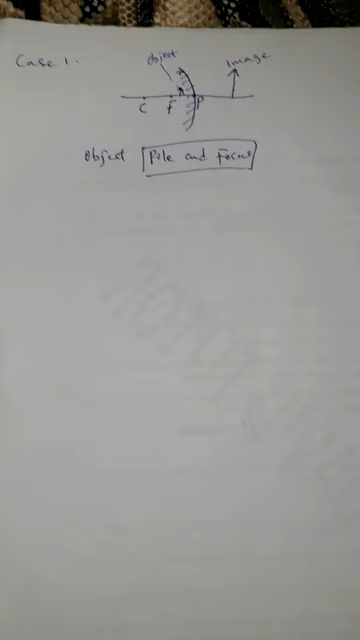 Case 1.
Object
Image
C F P
Object Pole and Focus